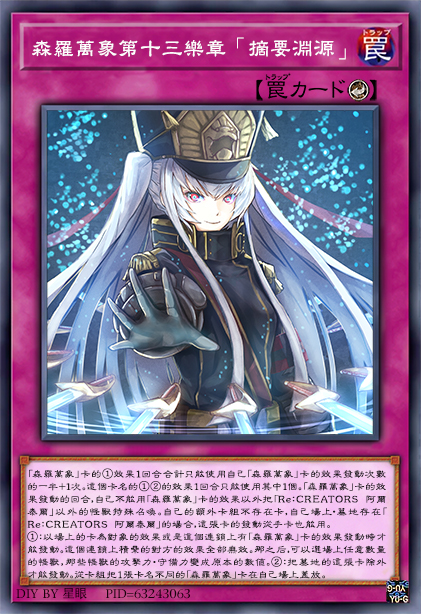 森羅萬象第十三樂章「摘要淵源」
トラップ
罠
トラップ
【罠カード】
「森羅萬象」卡的①效果1回合合計只能使用自己「森羅萬象」卡的效果發動次數
的一半+1次。這個卡名的①②的效果1回合只能使用其中1個。「森羅萬象」卡的效
果發動的回合，自己不能用「森羅萬象」卡的效果以外把「Re:CREATORS 阿爾
泰爾」以外的怪獸特殊召喚。自己的額外卡組不存在卡，自己場上·墓地存在「
Re:CREATORS 阿爾泰爾」的場合，這張卡的發動從手卡也能用。
①：以場上的卡為對象的效果或是這個連鎖上有「森羅萬象」卡的效果發動時才
能發動。這個連鎖上積疊的對方的效果全部無效。那之後，可以選場上任意數量
的怪獸，那些怪獸的攻擊力·守備力變成原本的數值。②：把墓地的這張卡除外
才能發動。從卡組把1張卡名不同的「森羅萬象」卡在自己場上蓋放。
DIY BY 星眼 PID=63243063
YU-G